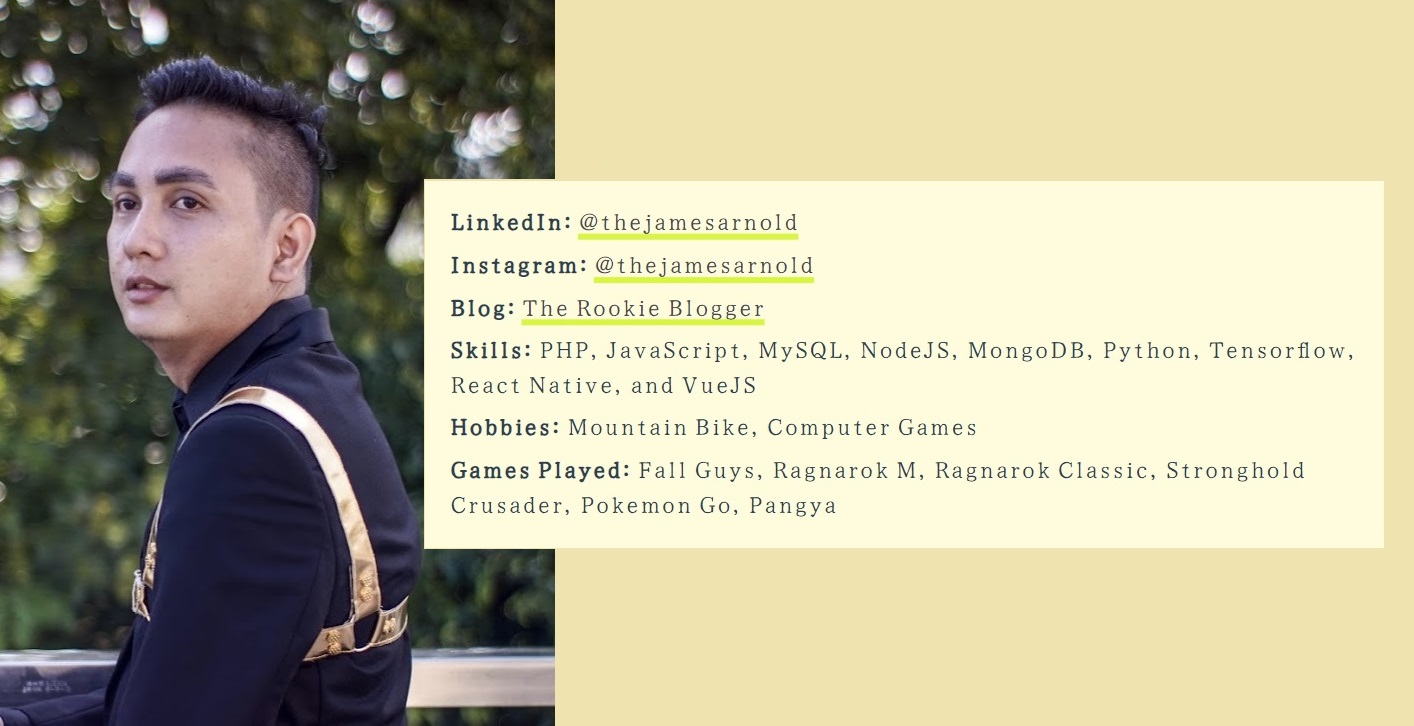 LinkedIn: @thejamesarnold
Instagram: @thejamesarnold
Blog: The Rookie Blogger
Skills: PHP, JavaScript, MySQL, NodeJS, MongoDB, Python, Tensorflow,
React Native, and VueJS
Hobbies: Mountain Bike, Computer Games
Games Played: Fall Guys, Ragnarok M, Ragnarok Classic, Stronghold
Crusader, Pokemon Go, Pangya